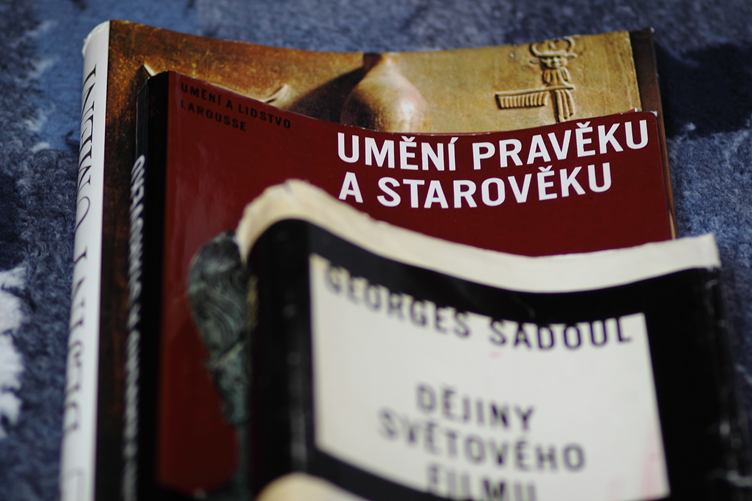 UMĚNÍ A LIDSTVO
LAROUSSE
UMĚNÍ PRAVĚKU
A STAROVĚKU
GEORGES SADOUL
DĚJINY
SVĚTOVÉHO
FILMU